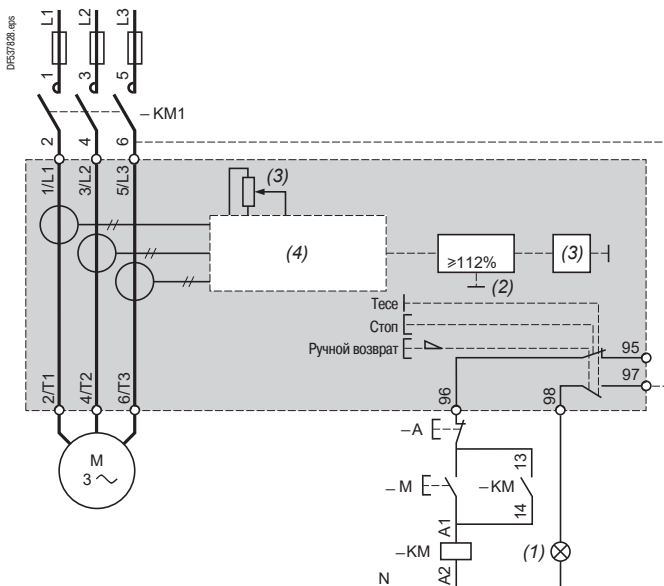 DF537828.eps
L1 L2 L3
1 3 5
– KM1
2 4 6
1/L1 3/L2 5/L3
(3)
(4)
≥112%
(3)
(2)
Тесе
Стоп
Ручной возврат
95
97
96 98
2/T1 4/T2 6/T3
– A
M
3
– M
– KM
13
14
A1
– KM
A2
(1)
N